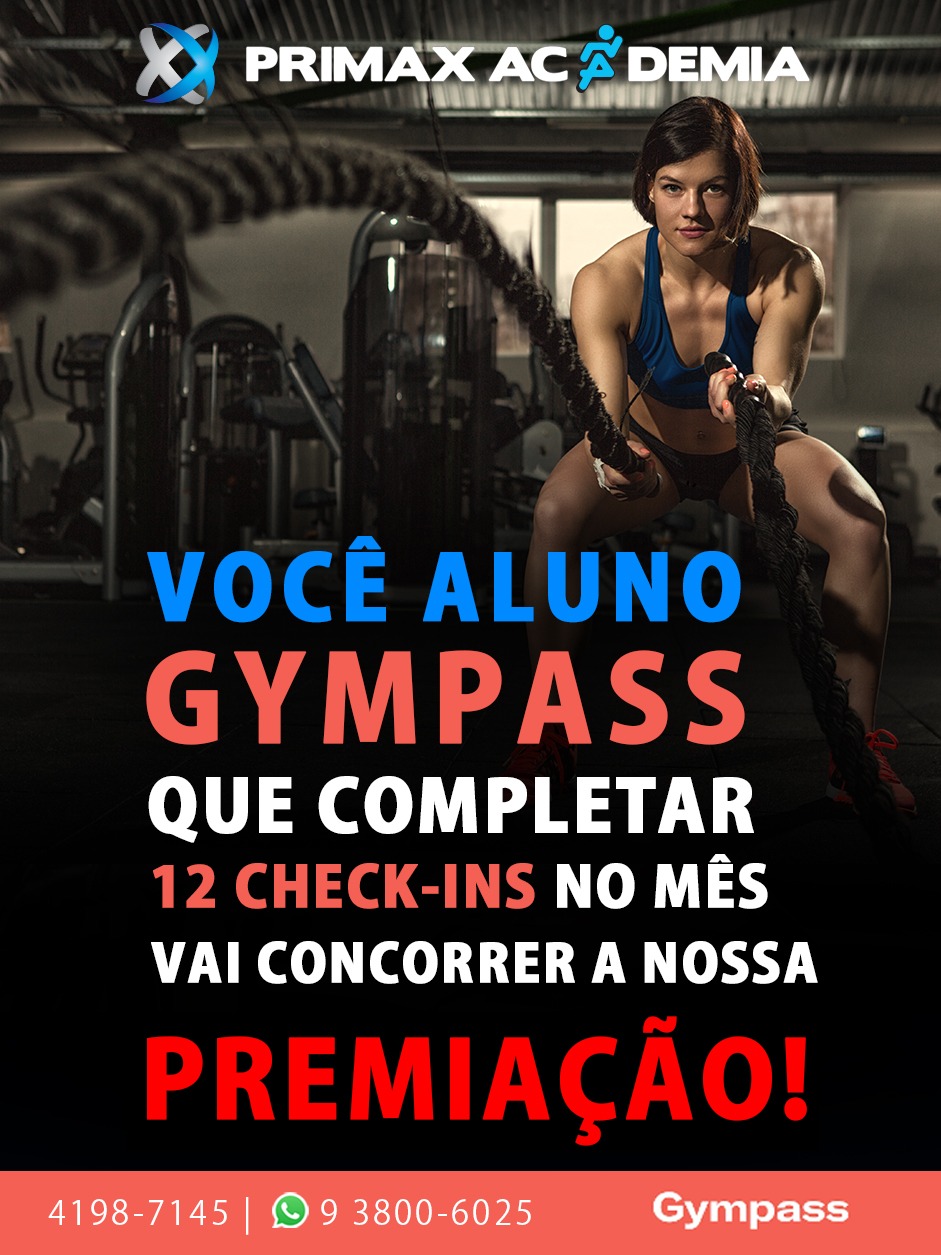 PRIMAX ACADEMIA
VOCÊ ALUNO
GYMPASS
QUE COMPLETAR
12 CHECK-INS NO MÊS
VAI CONCORRER A NOSSA
PREMIAÇÃO!
4198-7145 | 9 3800-6025
Gympass